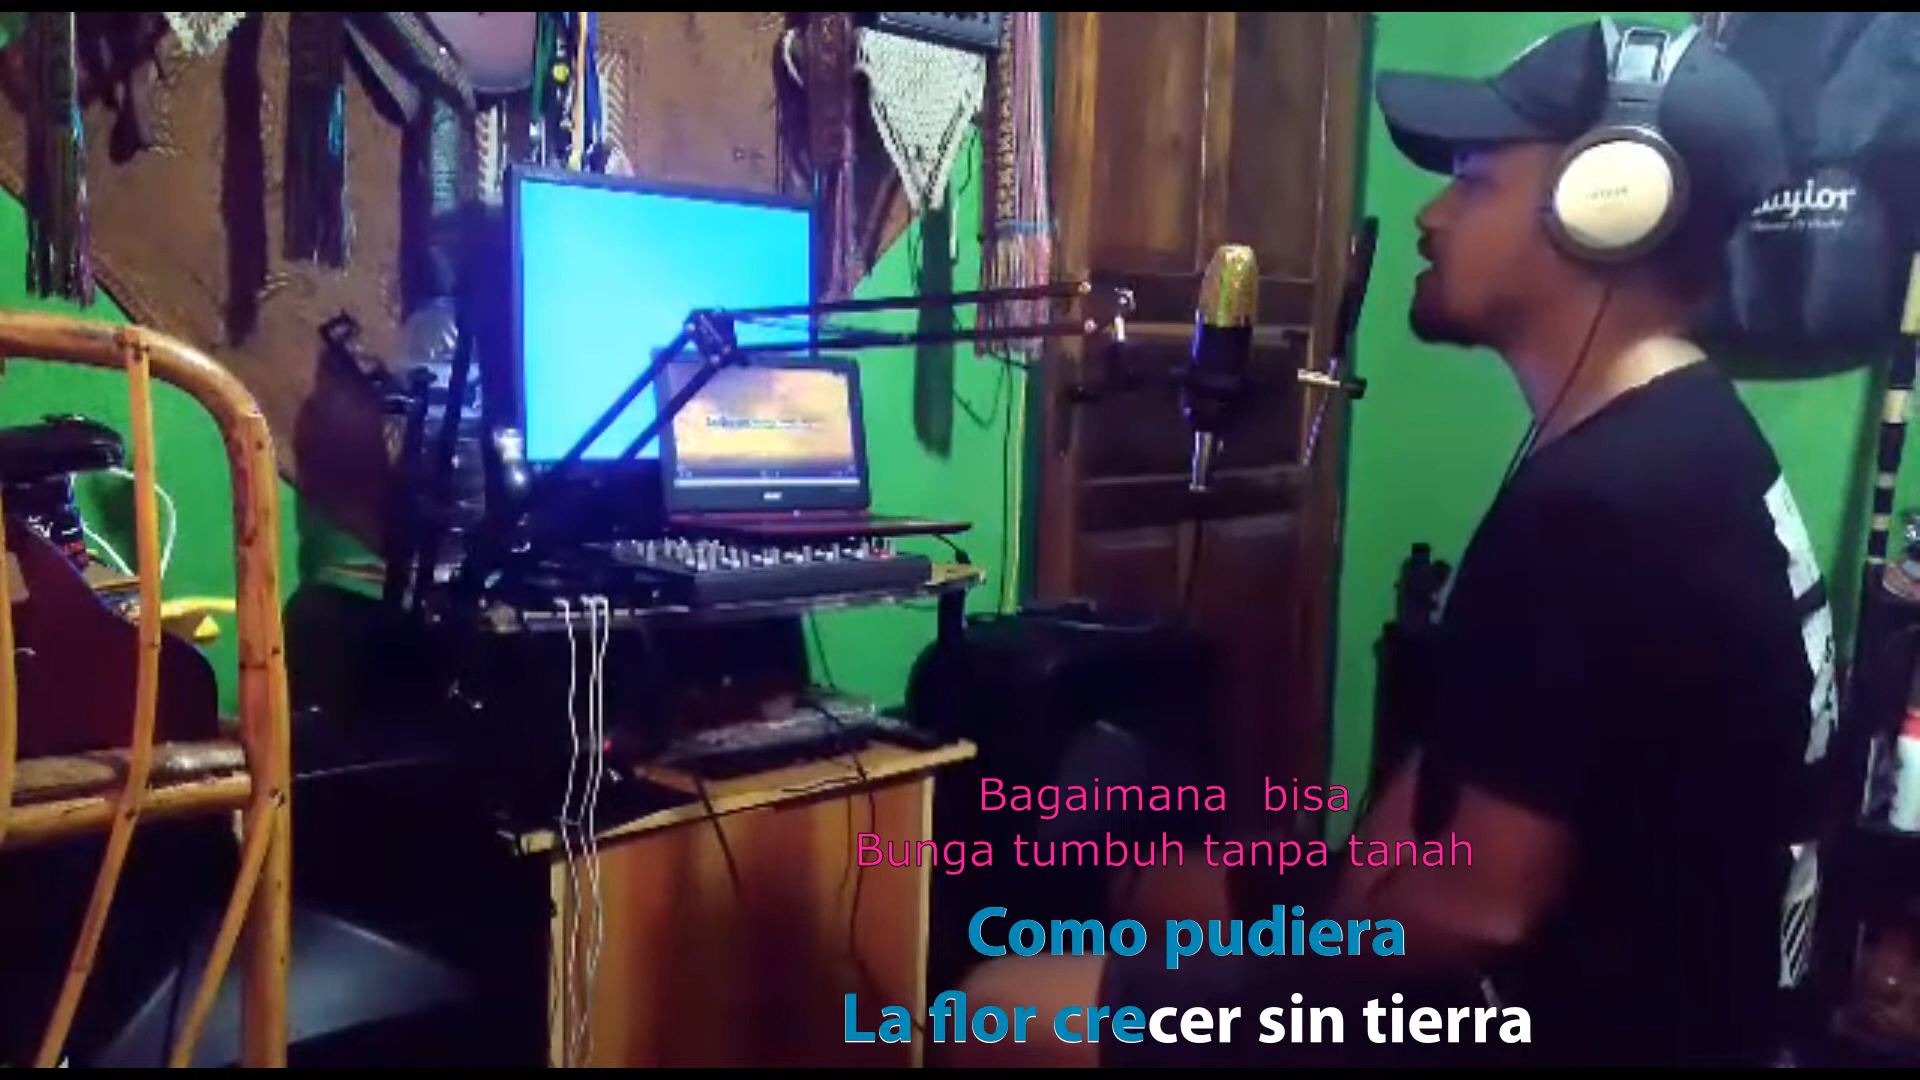 Bagaimana bisa
Bunga tumbuh tanpa tanah
Como pudiera
La flor crecer sin tierra